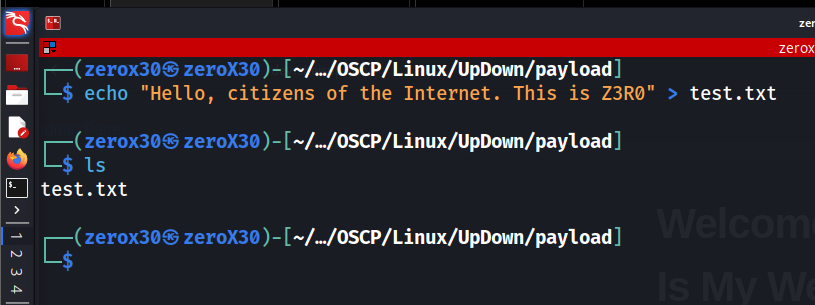 zero
zerox
┌──(zerox30㉿zeroX30)-[~/…/OSCP/Linux/UpDown/payload]
└─$ echo "Hello, citizens of the Internet. This is Z3R0" > test.txt
┌──(zerox30㉿zeroX30)-[~/…/OSCP/Linux/UpDown/payload]
└─$ ls
test.txt
┌──(zerox30㉿zeroX30)-[~/…/OSCP/Linux/UpDown/payload]
└─$
Welcome
Is My We
1
2
3
4